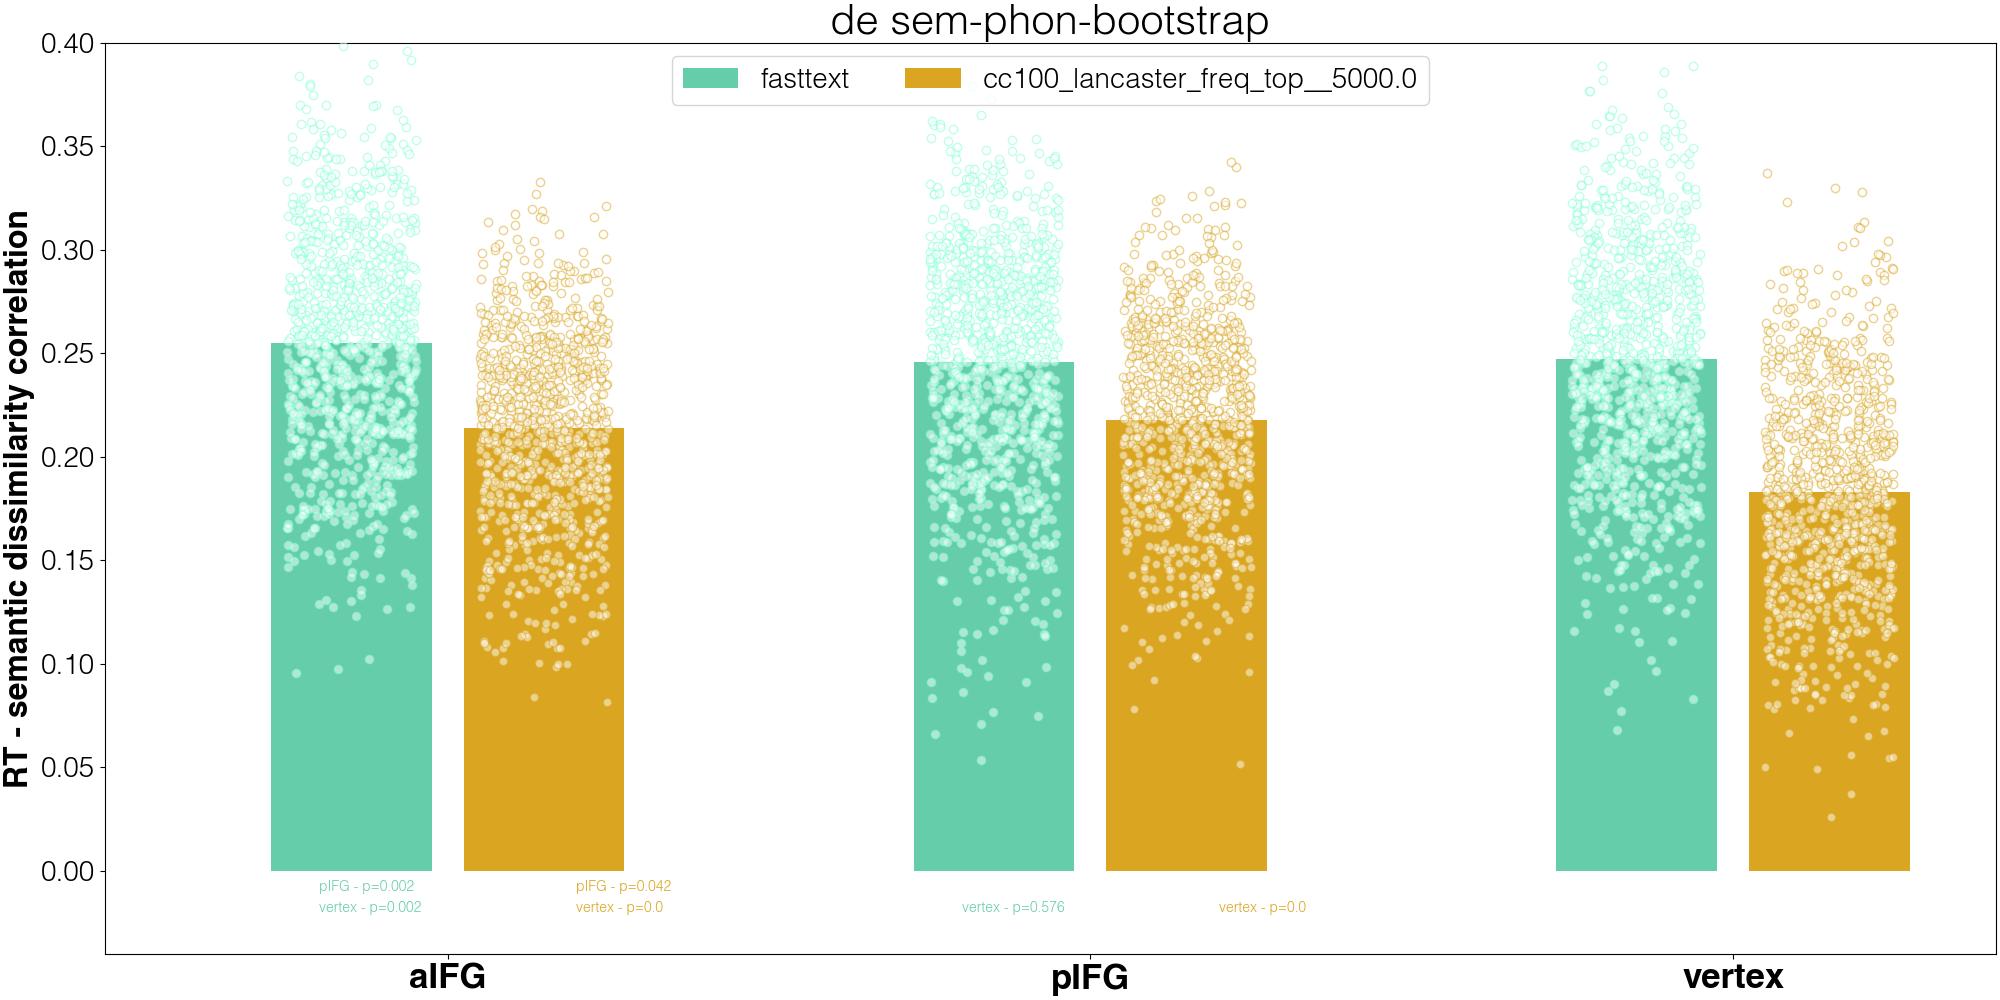 de sem-phon-bootstrap
fasttext
cc100_lancaster_freq_top__5000.0
RT - semantic dissimilarity correlation
0.40
0.35
0.30
0.25
0.20
0.15
0.10
0.05
0.00
pIFG - p=0.002
vertex - p=0.002
pIFG - p=0.042
vertex - p=0.0
vertex - p=0.576
vertex - p=0.0
aIFG
pIFG
vertex